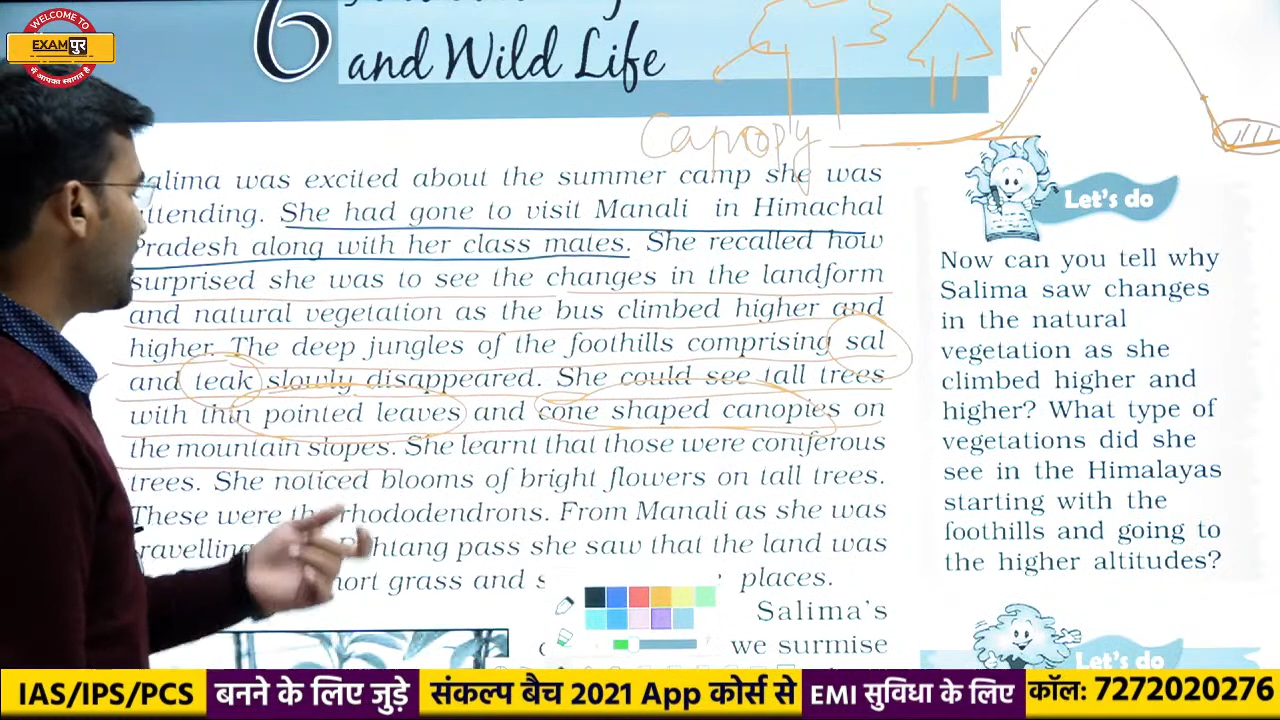 WELCOME TO
EXAMपुर
में आपका स्वागत है
6
and Wild Life
Canopy
alima was excited about the summer camp she was
ttending. She had gone to visit Manali in Himachal
Pradesh along with her class mates. She recalled how
surprised she was to see the changes in the landform
and natural vegetation as the bus climbed higher and
higher. The deep jungles of the foothills comprising sal
and teak slowly disappeared. She could see tall trees
with thin pointed leaves and cone shaped canopies on
the mountain slopes. She learnt that those were coniferous
trees. She noticed blooms of bright flowers on tall trees.
These were the rhododendrons. From Manali as she was
ravelling pass she saw that the land was
hort grass and s places.
Salima's
we surmise
Let's do
Now can you tell why
Salima saw changes
in the natural
vegetation as she
climbed higher and
higher? What type of
vegetations did she
see in the Himalayas
starting with the
foothills and going to
the higher altitudes?
Let's do
IAS/IPS/PCS बनने के लिए जुड़े संकल्प बैच 2021 App कोर्स से EMI सुविधा के लिए कॉल: 7272020276